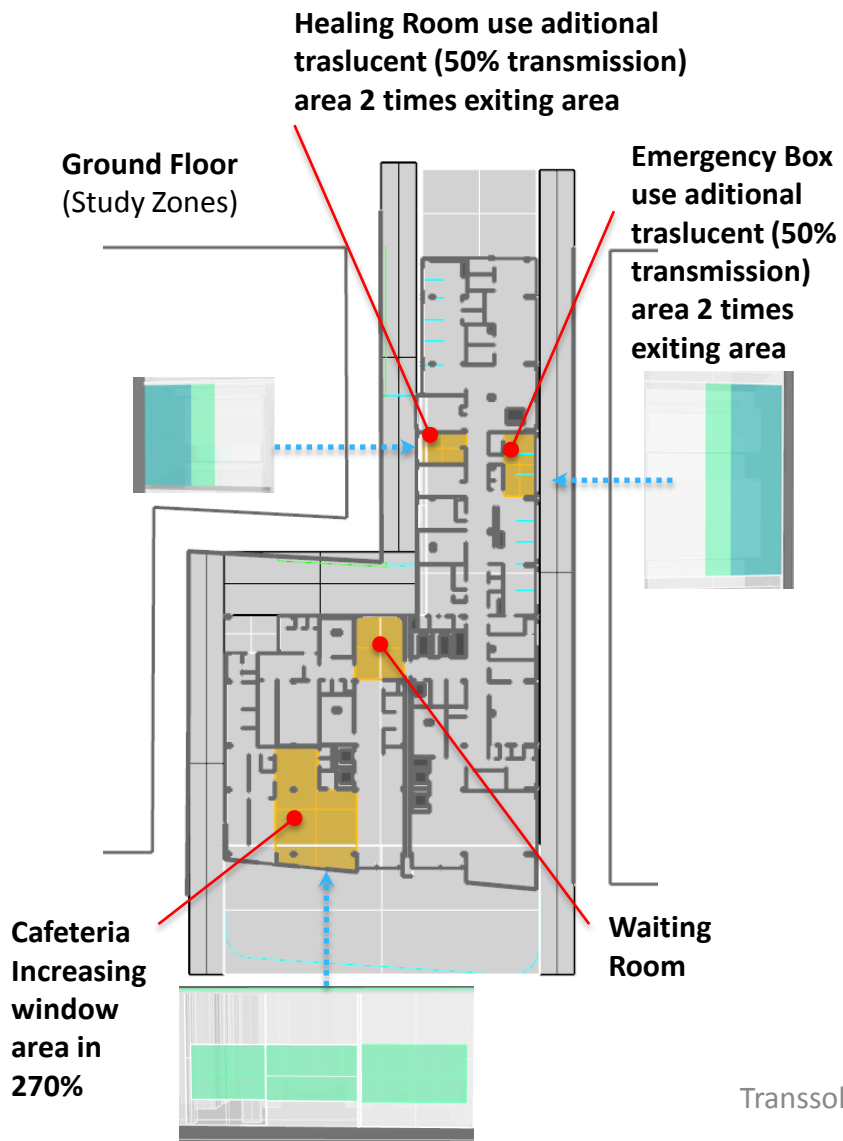 Healing Room use aditional
traslucent (50% transmission)
area 2 times exiting area
Ground Floor
(Study Zones)
Emergency Box
use aditional
traslucent (50%
transmission)
area 2 times
exiting area
Cafeteria
Increasing
window
area in
270%
Waiting
Room
Transsol